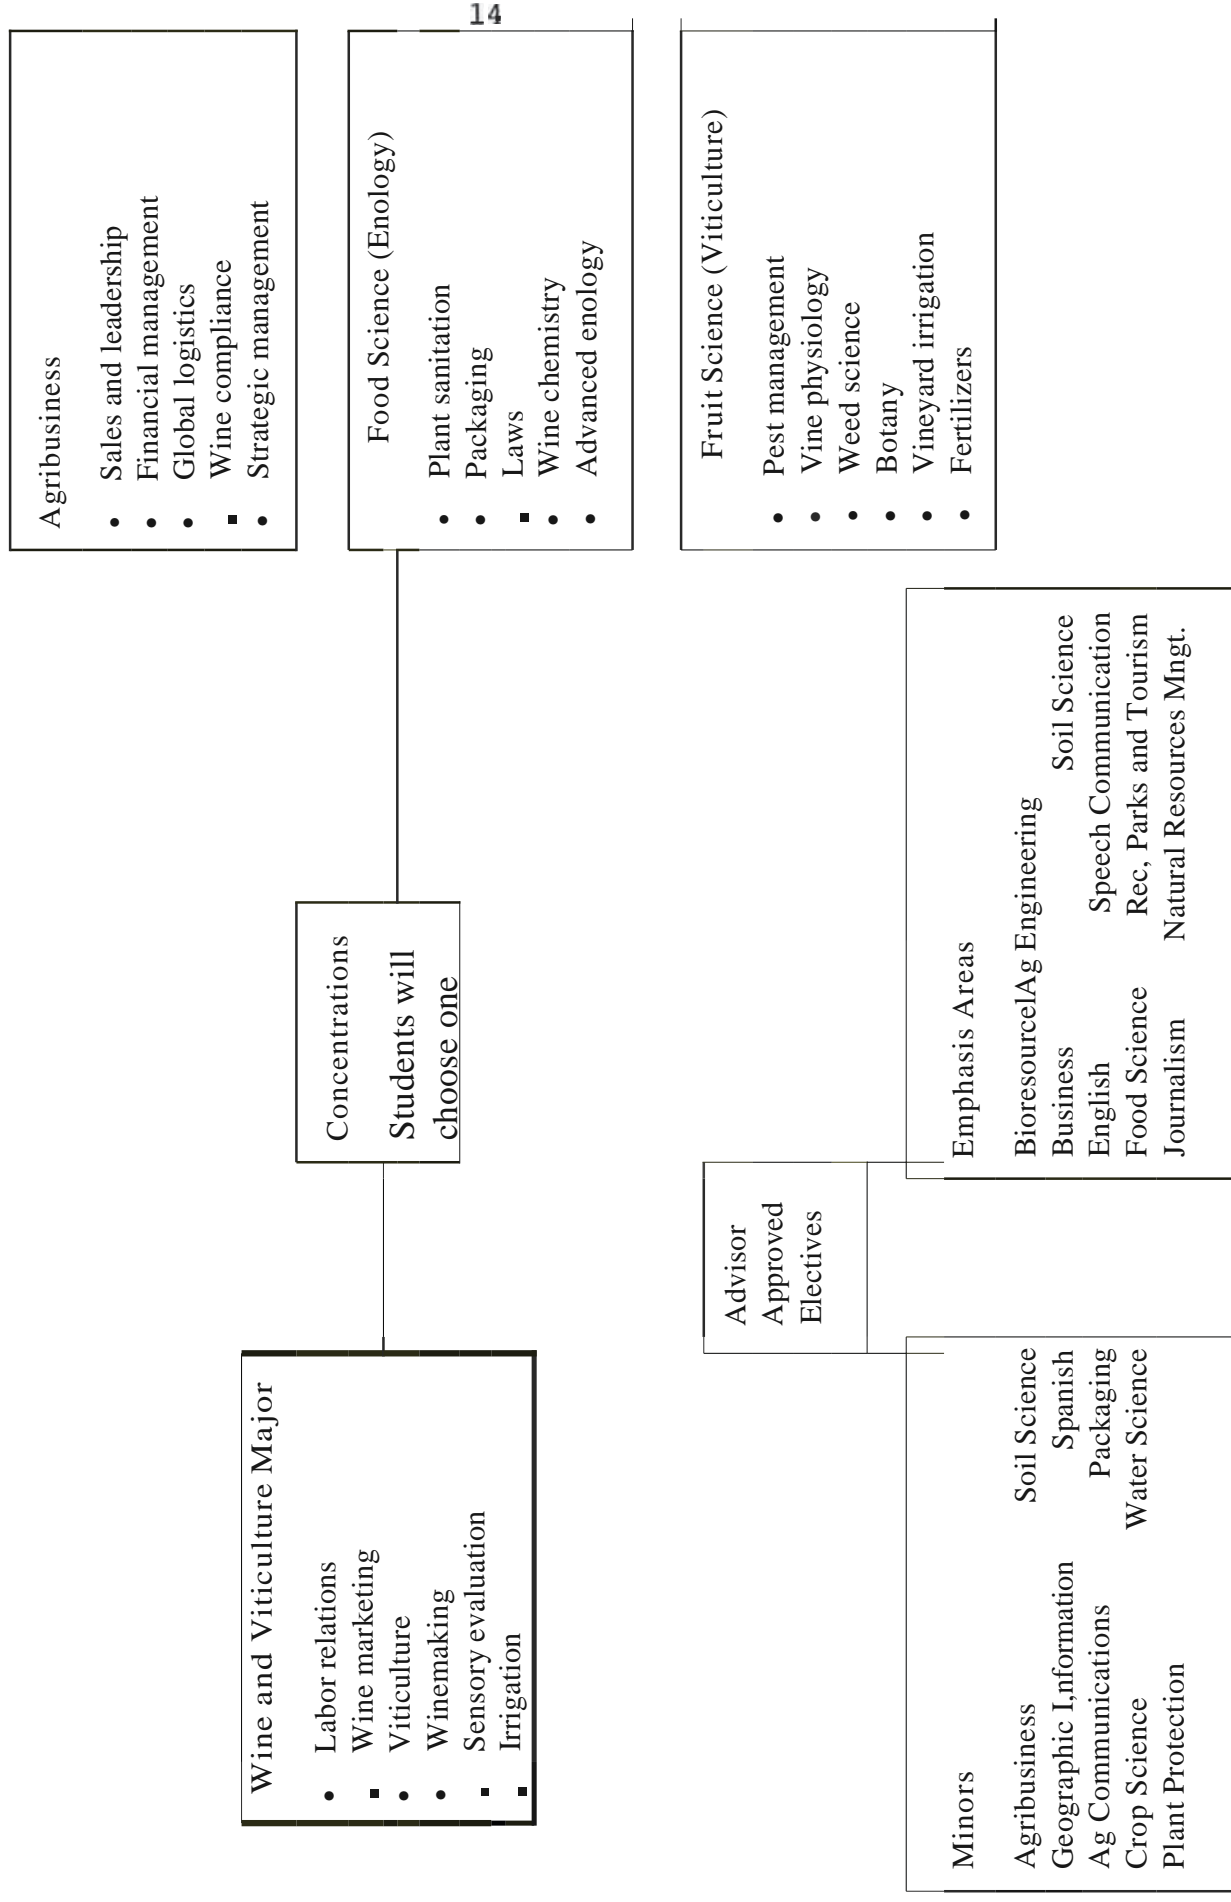 14
Wine and Viticulture Major
• Labor relations
▪ Wine marketing
• Viticulture
• Winemaking
▪ Sensory evaluation
▪ Irrigation
Concentrations
Students will
choose one
Agribusiness
• Sales and leadership
• Financial management
• Global logistics
▪ Wine compliance
• Strategic management
Food Science (Enology)
• Plant sanitation
• Packaging
▪ Laws
• Wine chemistry
• Advanced enology
Fruit Science (Viticulture)
• Pest management
• Vine physiology
• Weed science
• Botany
• Vineyard irrigation
• Fertilizers
Advisor
Approved
Electives
Minors
Agribusiness Soil Science
Geographic I,nformation Spanish
Ag Communications Packaging
Crop Science Water Science
Plant Protection
Emphasis Areas
BioresourcelAg Engineering
Business Soil Science
English Speech Communication
Food Science Rec, Parks and Tourism
Journalism Natural Resources Mngt.